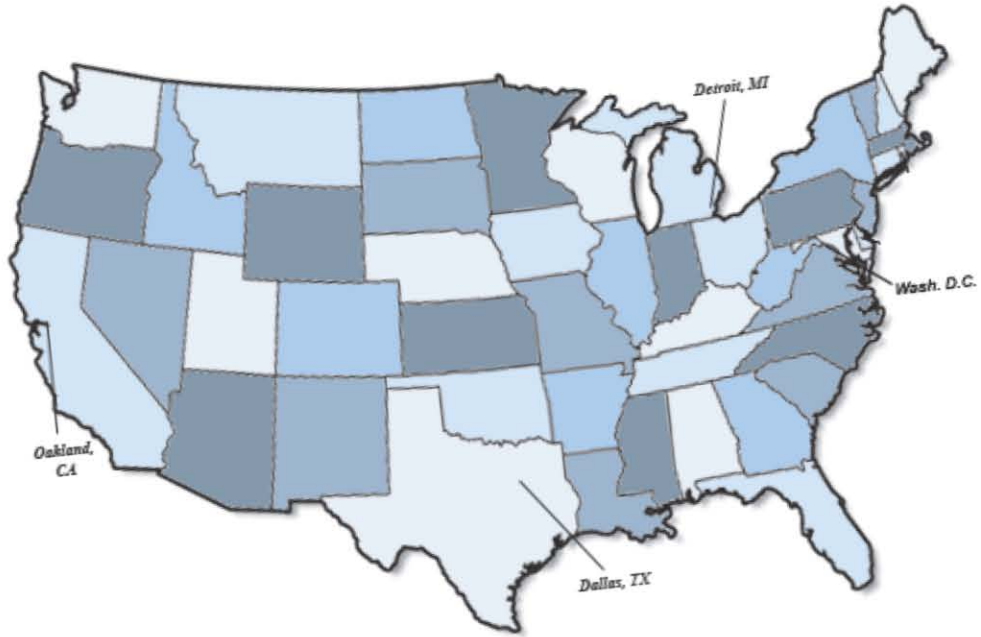 Detroit, MI
Wash. D.C.
Oakland,
CA
Dallas, TX